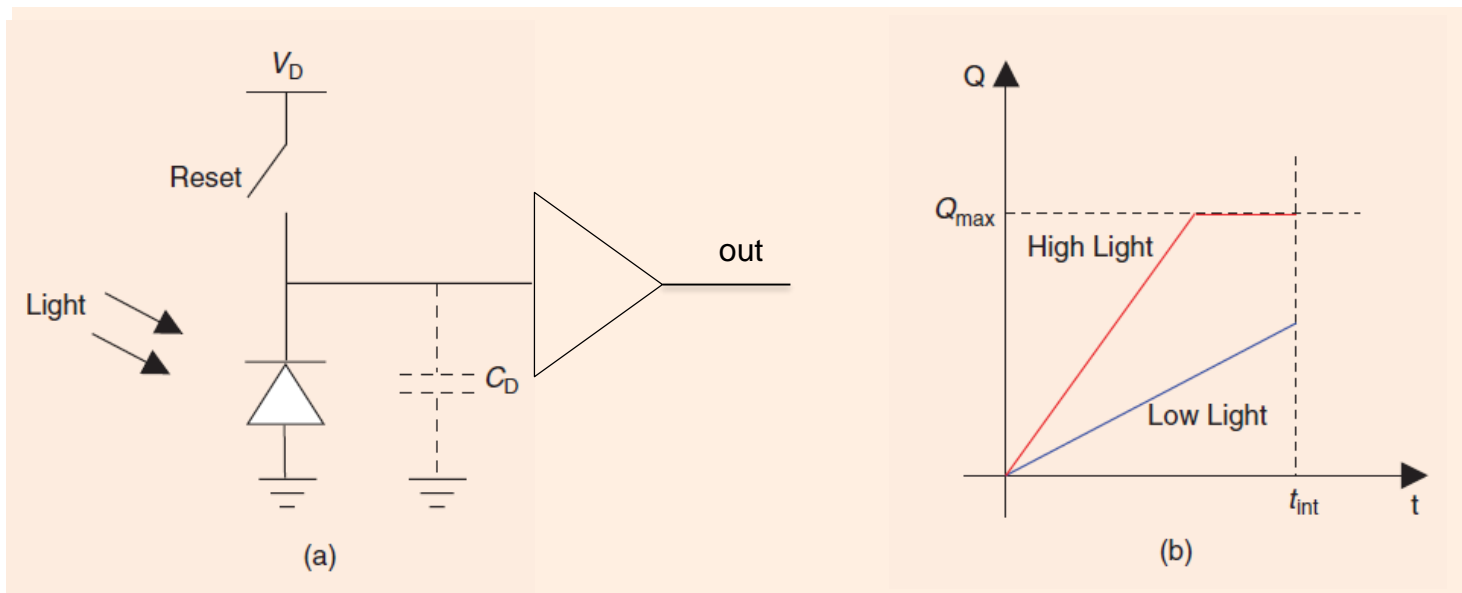 V_D
Reset
Light
C_D
out
(a)
Q
Q_max
High Light
Low Light
t_int
t
(b)